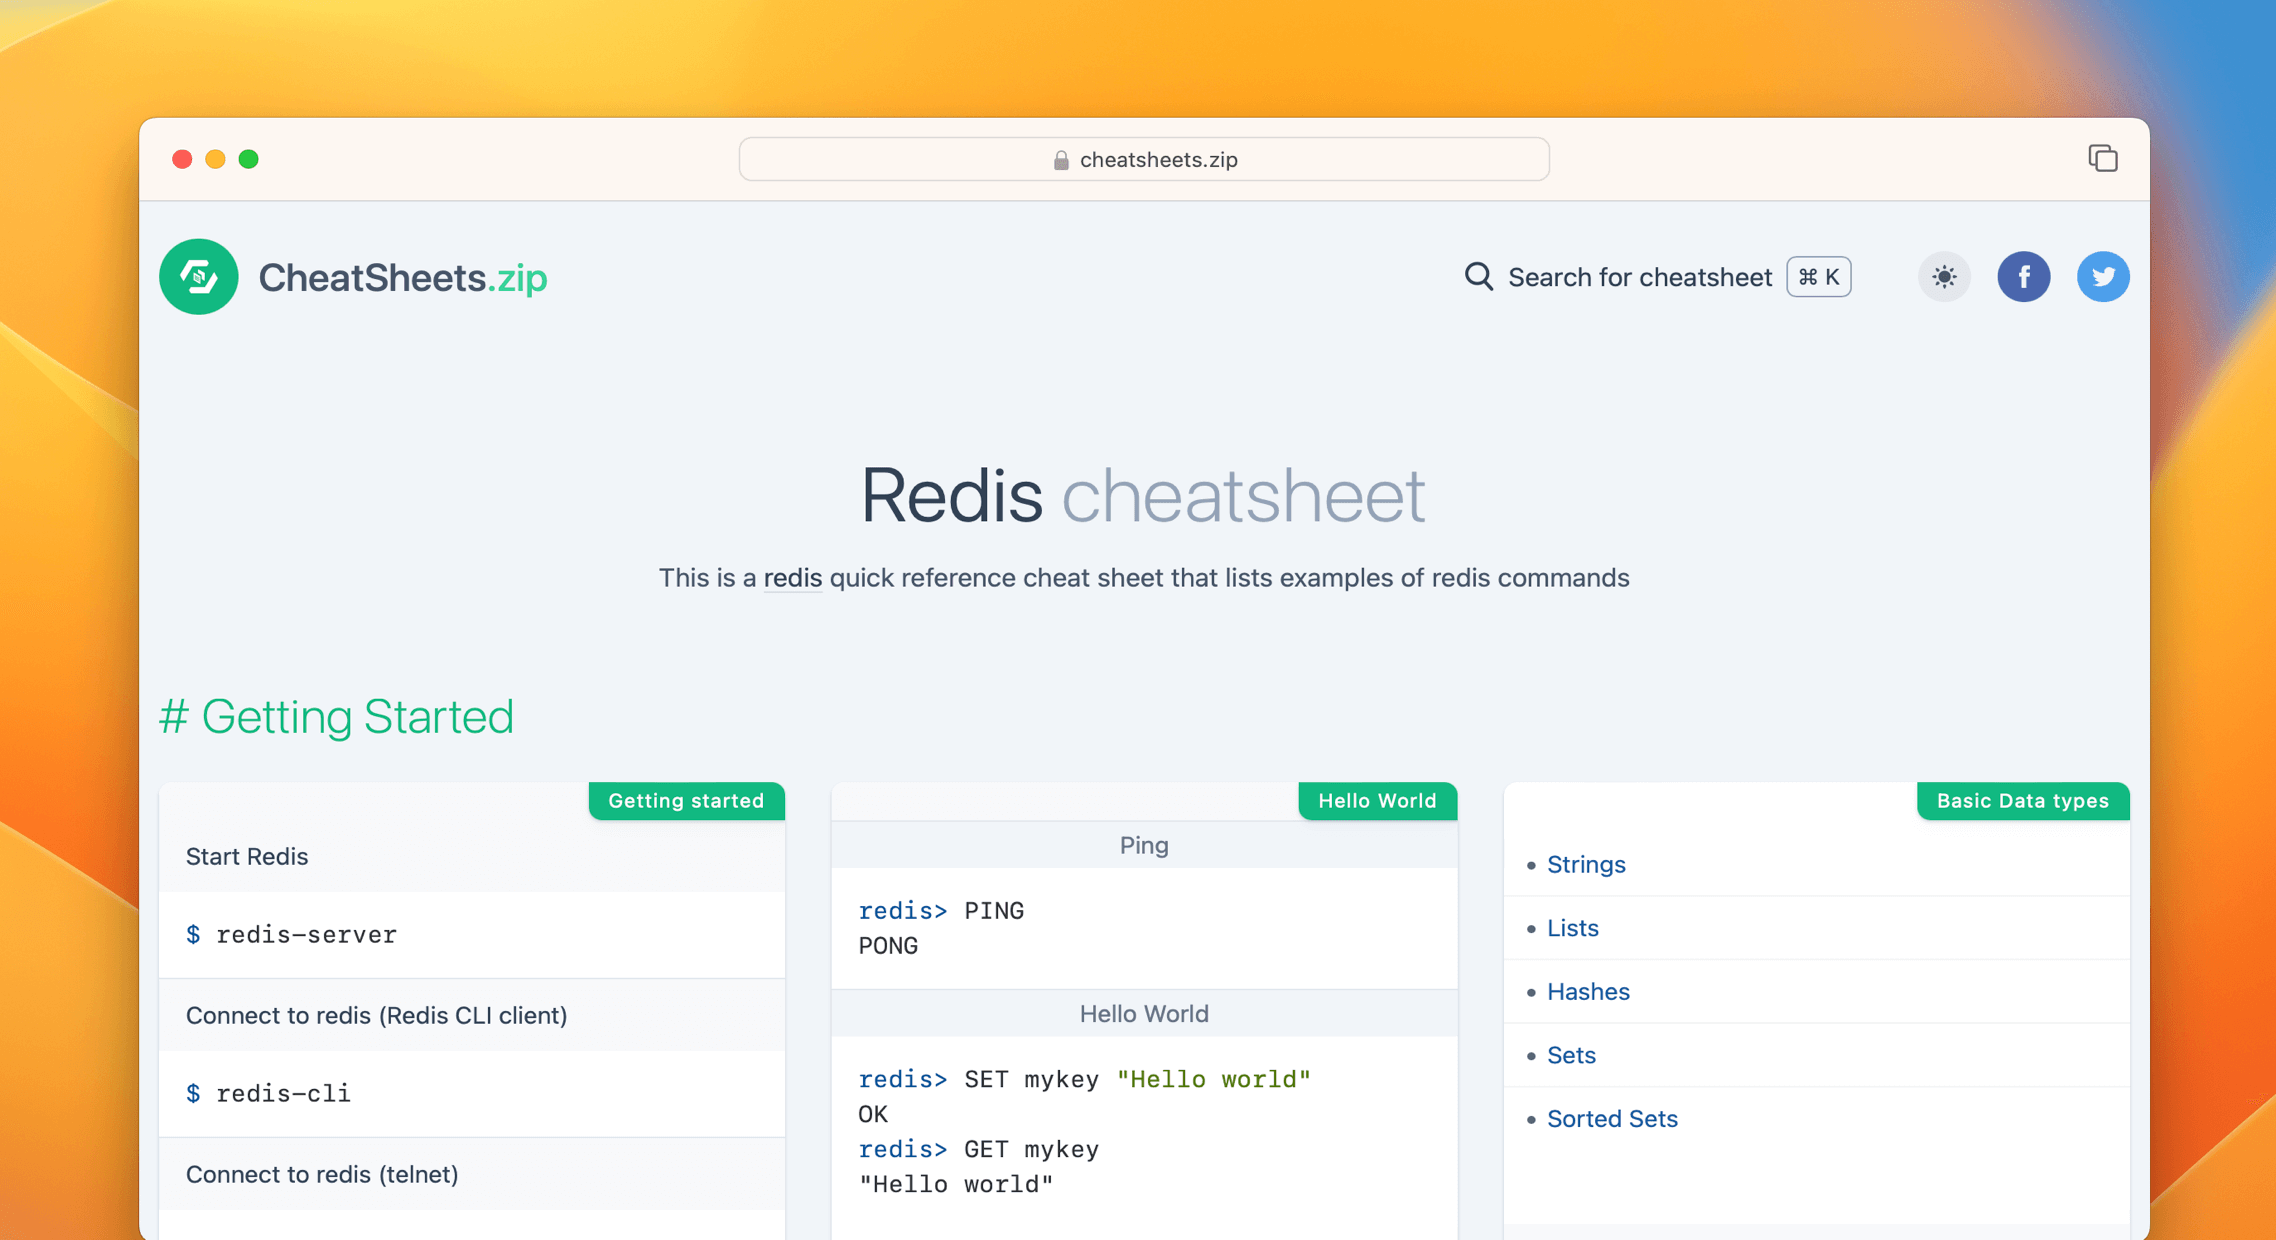 cheatsheets.zip
CheatSheets.zip
Search for cheatsheet ⌘ K
Redis cheatsheet
This is a redis quick reference cheat sheet that lists examples of redis commands
# Getting Started
Getting started
Start Redis
$ redis-server
Connect to redis (Redis CLI client)
$ redis-cli
Connect to redis (telnet)
Hello World
Ping
redis> PING
PONG
Hello World
redis> SET mykey "Hello world"
OK
redis> GET mykey
"Hello world"
Basic Data types
• Strings
• Lists
• Hashes
• Sets
• Sorted Sets